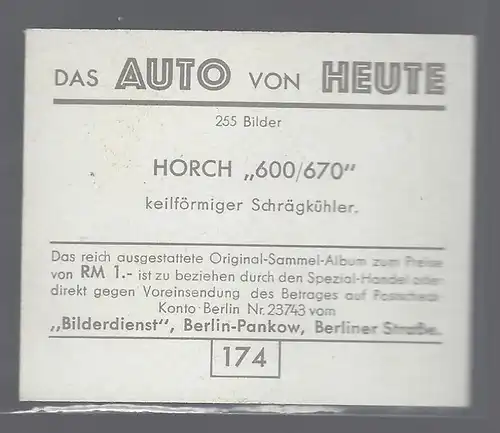 DAS AUTO VON HEUTE
255 Bilder
HORCH „600/670"
keilförmiger Schrägkühler.
Das reich ausgestattete Original-Sammel-Album zum Preise
von RM 1.- ist zu beziehen durch den Spezial-Handel oder
direkt gegen Voreinsendung des Betrages auf Postscheck
Konto-Berlin Nr. 23743 vom
„Bilderdienst", Berlin-Pankow, Berliner Straße.
174